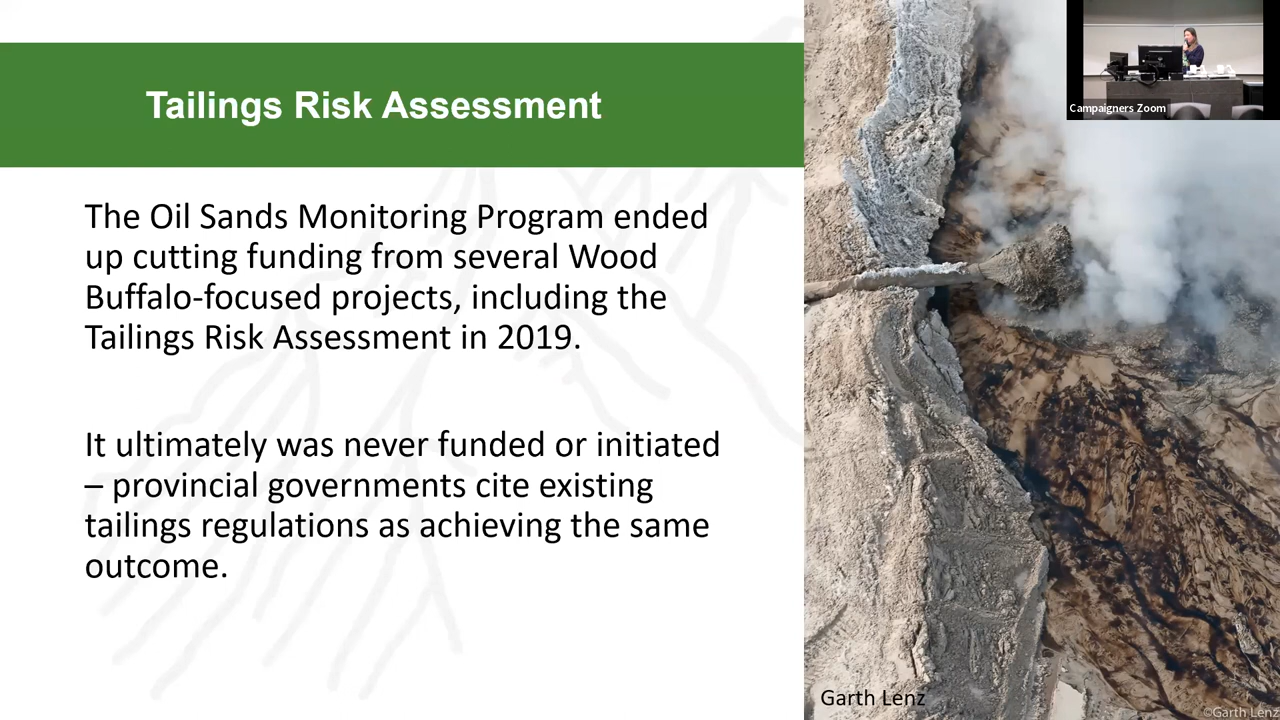 Tailings Risk Assessment
The Oil Sands Monitoring Program ended
up cutting funding from several Wood
Buffalo-focused projects, including the
Tailings Risk Assessment in 2019.
It ultimately was never funded or initiated
– provincial governments cite existing
tailings regulations as achieving the same
outcome.
Campaigners Zoom
Garth Lenz
©Garth Lenz